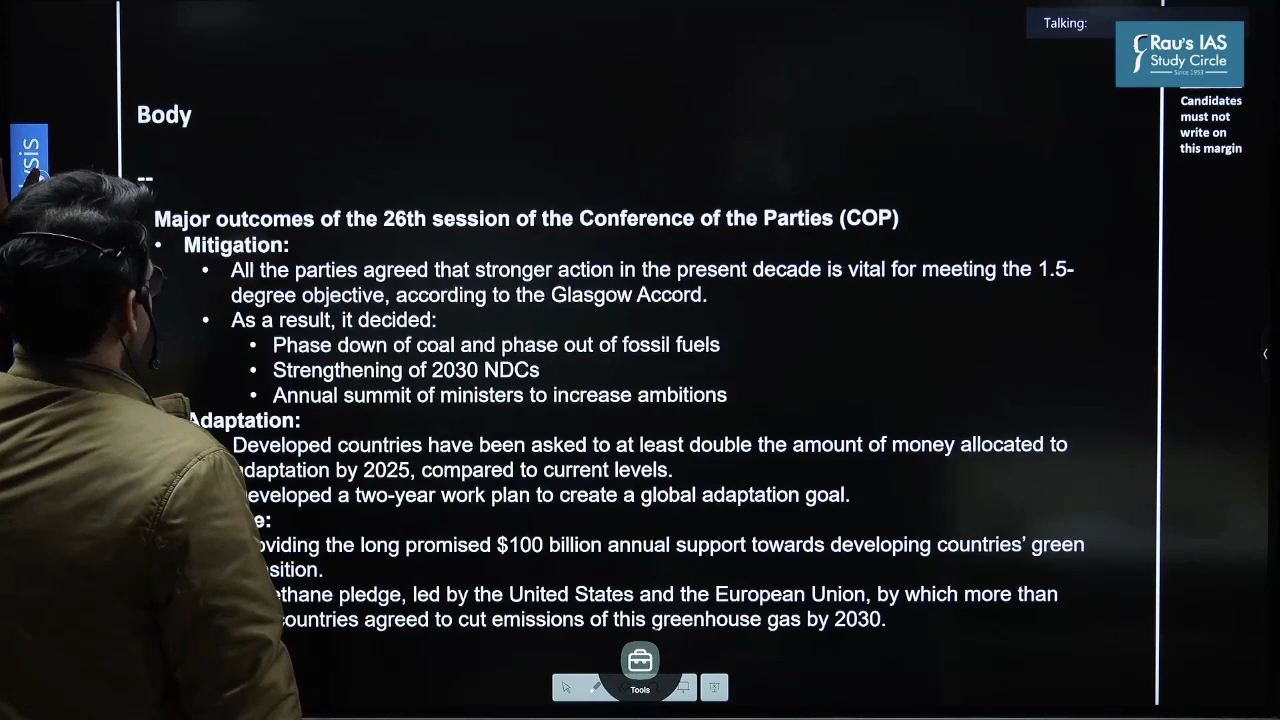 Talking:
Rau's IAS
Study Circle
Since 1953
Candidates
must not
write on
this margin
Body
--
Major outcomes of the 26th session of the Conference of the Parties (COP)
• Mitigation:
• All the parties agreed that stronger action in the present decade is vital for meeting the 1.5-
degree objective, according to the Glasgow Accord.
• As a result, it decided:
• Phase down of coal and phase out of fossil fuels
• Strengthening of 2030 NDCs
• Annual summit of ministers to increase ambitions
Adaptation:
Developed countries have been asked to at least double the amount of money allocated to
adaptation by 2025, compared to current levels.
Developed a two-year work plan to create a global adaptation goal.
the long promised $100 billion annual support towards developing countries' green
pledge, led by the United States and the European Union, by which more than
countries agreed to cut emissions of this greenhouse gas by 2030.
Tools